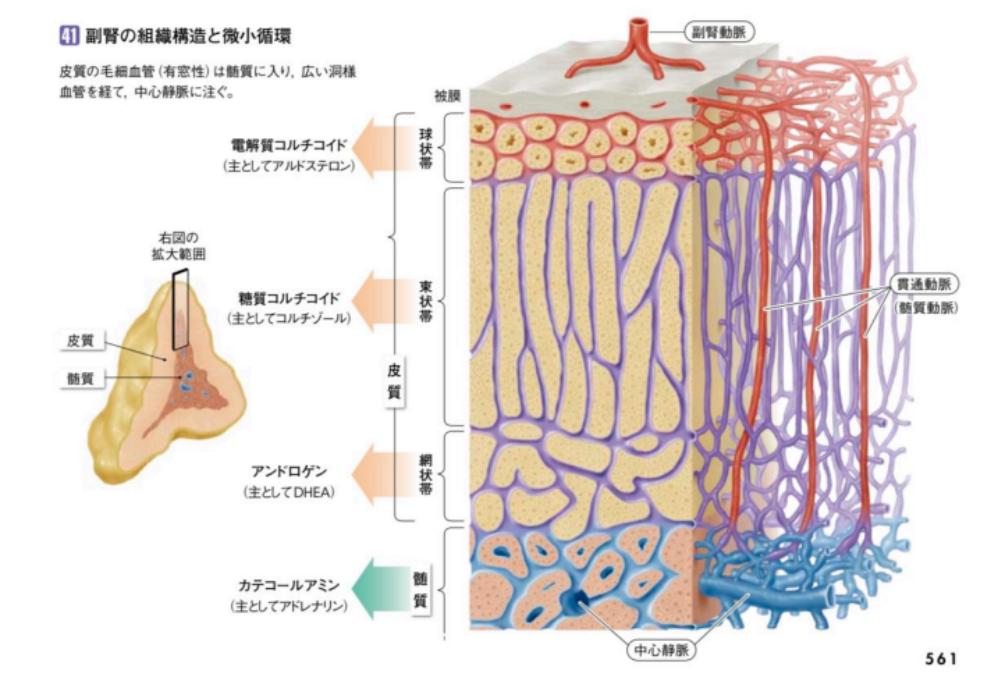 41 副腎の組織構造と微小循環
皮質の毛細血管（有窓性）は髄質に入り，広い洞様
血管を経て，中心静脈に注ぐ。
副腎動脈
被膜
球状帯
電解質コルチコイド
（主としてアルドステロン）
右図の
拡大範囲
皮質
髄質
束状帯
糖質コルチコイド
（主としてコルチゾール）
貫通動脈
（髄質動脈）
皮質
網状帯
アンドロゲン
（主としてDHEA）
髄質
カテコールアミン
（主としてアドレナリン）
中心静脈
561